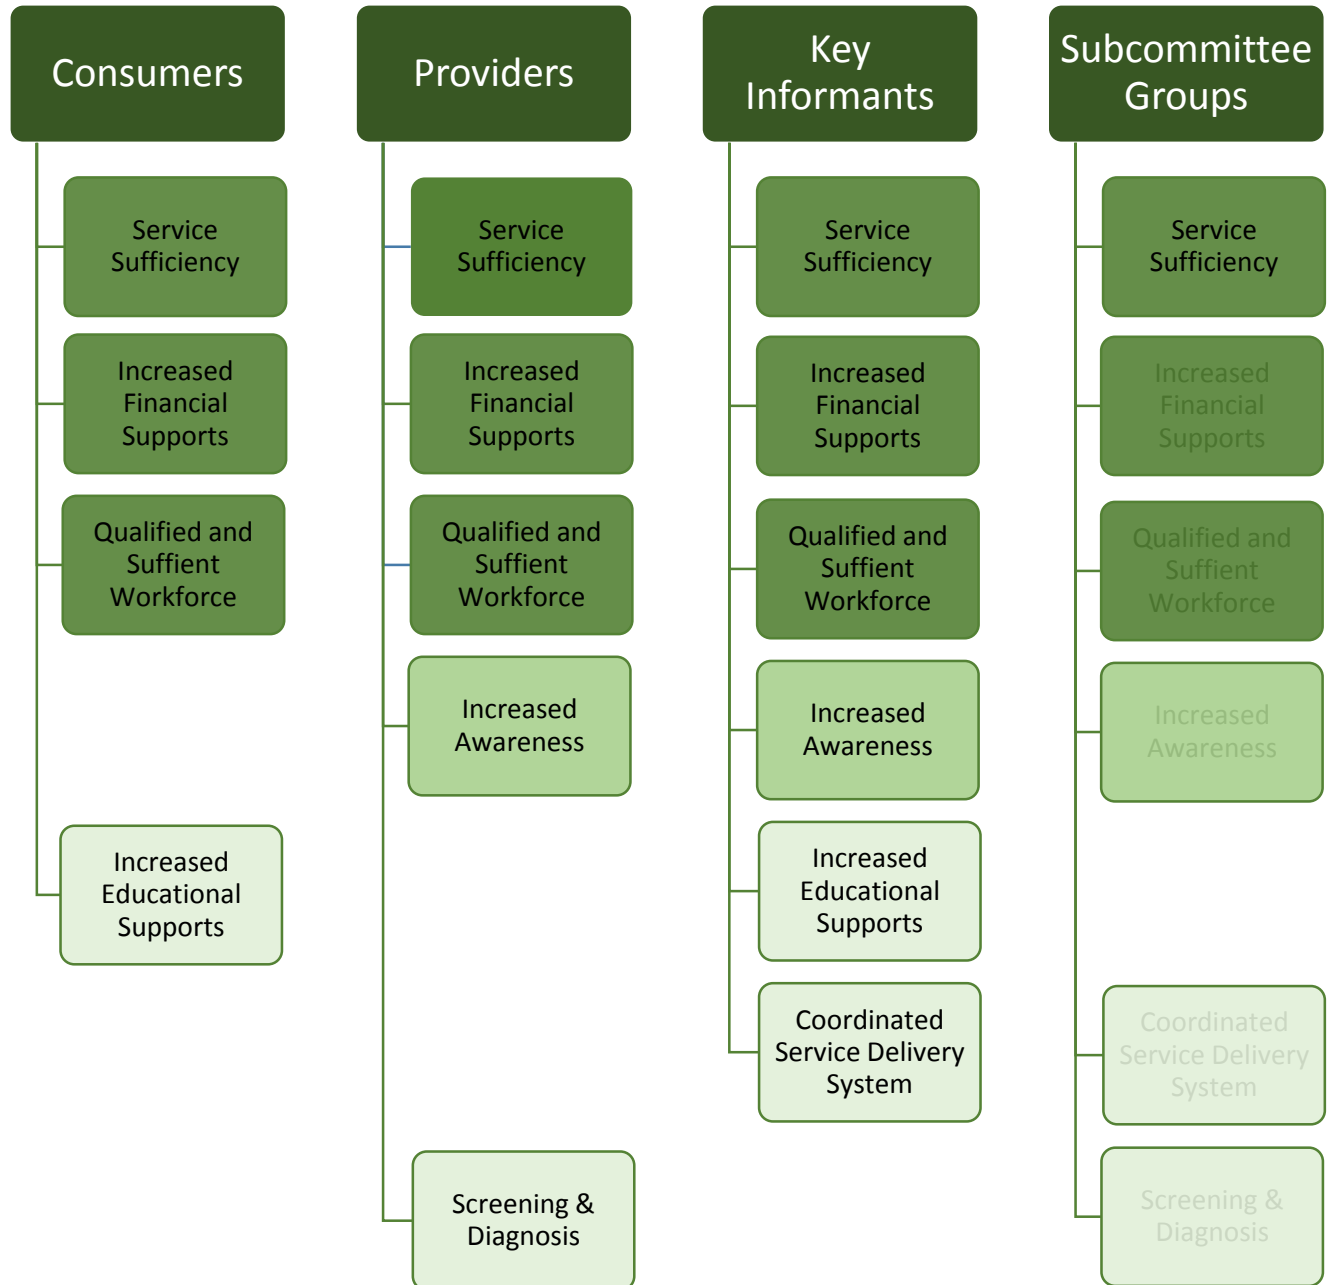 Consumers
Service
Sufficiency
Increased
Financial
Supports
Qualified and
Suffient
Workforce
Increased
Educational
Supports
Providers
Service
Sufficiency
Increased
Financial
Supports
Qualified and
Suffient
Workforce
Increased
Awareness
Screening &
Diagnosis
Key
Informants
Service
Sufficiency
Increased
Financial
Supports
Qualified and
Suffient
Workforce
Increased
Awareness
Increased
Educational
Supports
Coordinated
Service Delivery
System
Subcommittee
Groups
Service
Sufficiency
Increased
Financial
Supports
Qualified and
Suffient
Workforce
Increased
Awareness
Coordinated
Service Delivery
System
Screening &
Diagnosis